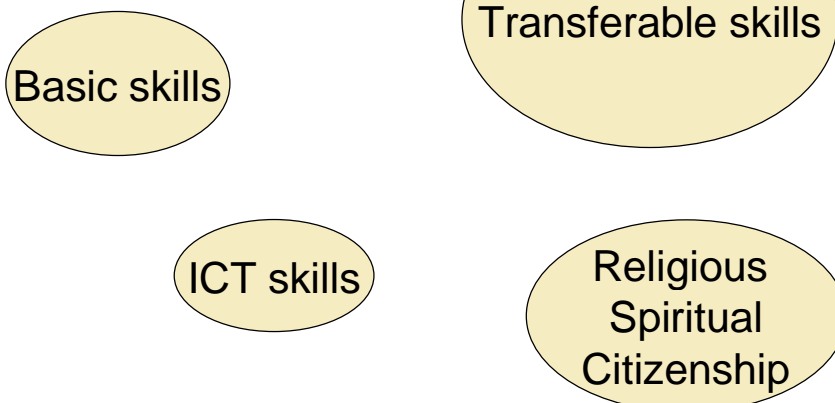 Transferable skills
Basic skills
ICT skills
Religious
Spiritual
Citizenship